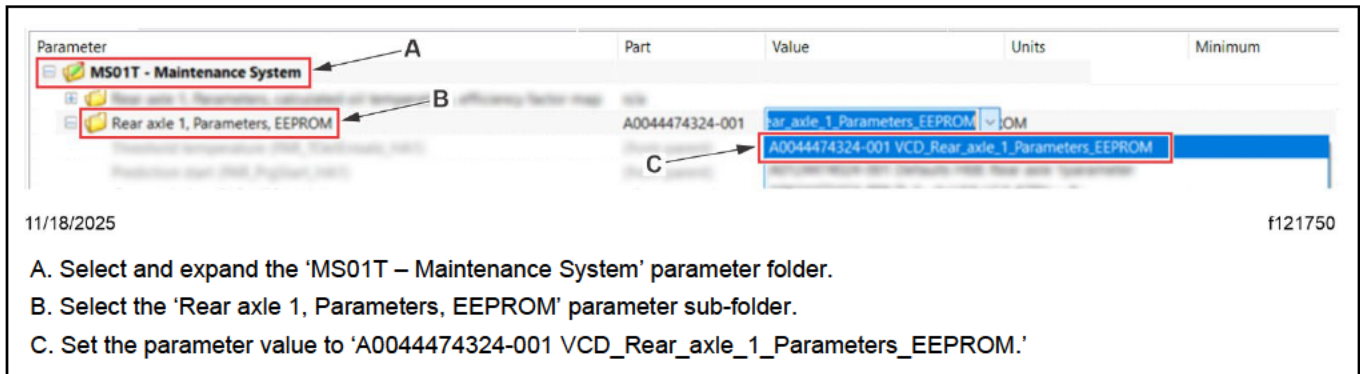 Parameter Part Value Units Minimum
A
MS01T - Maintenance System
B
Rear axle 1, Parameters, EEPROM A0044474324-001 ear_axle_1_Parameters_EEPROM OM
A0044474324-001 VCD_Rear_axle_1_Parameters_EEPROM
C
11/18/2025 f121750
A. Select and expand the ‘MS01T – Maintenance System’ parameter folder.
B. Select the ‘Rear axle 1, Parameters, EEPROM’ parameter sub-folder.
C. Set the parameter value to ‘A0044474324-001 VCD_Rear_axle_1_Parameters_EEPROM.’